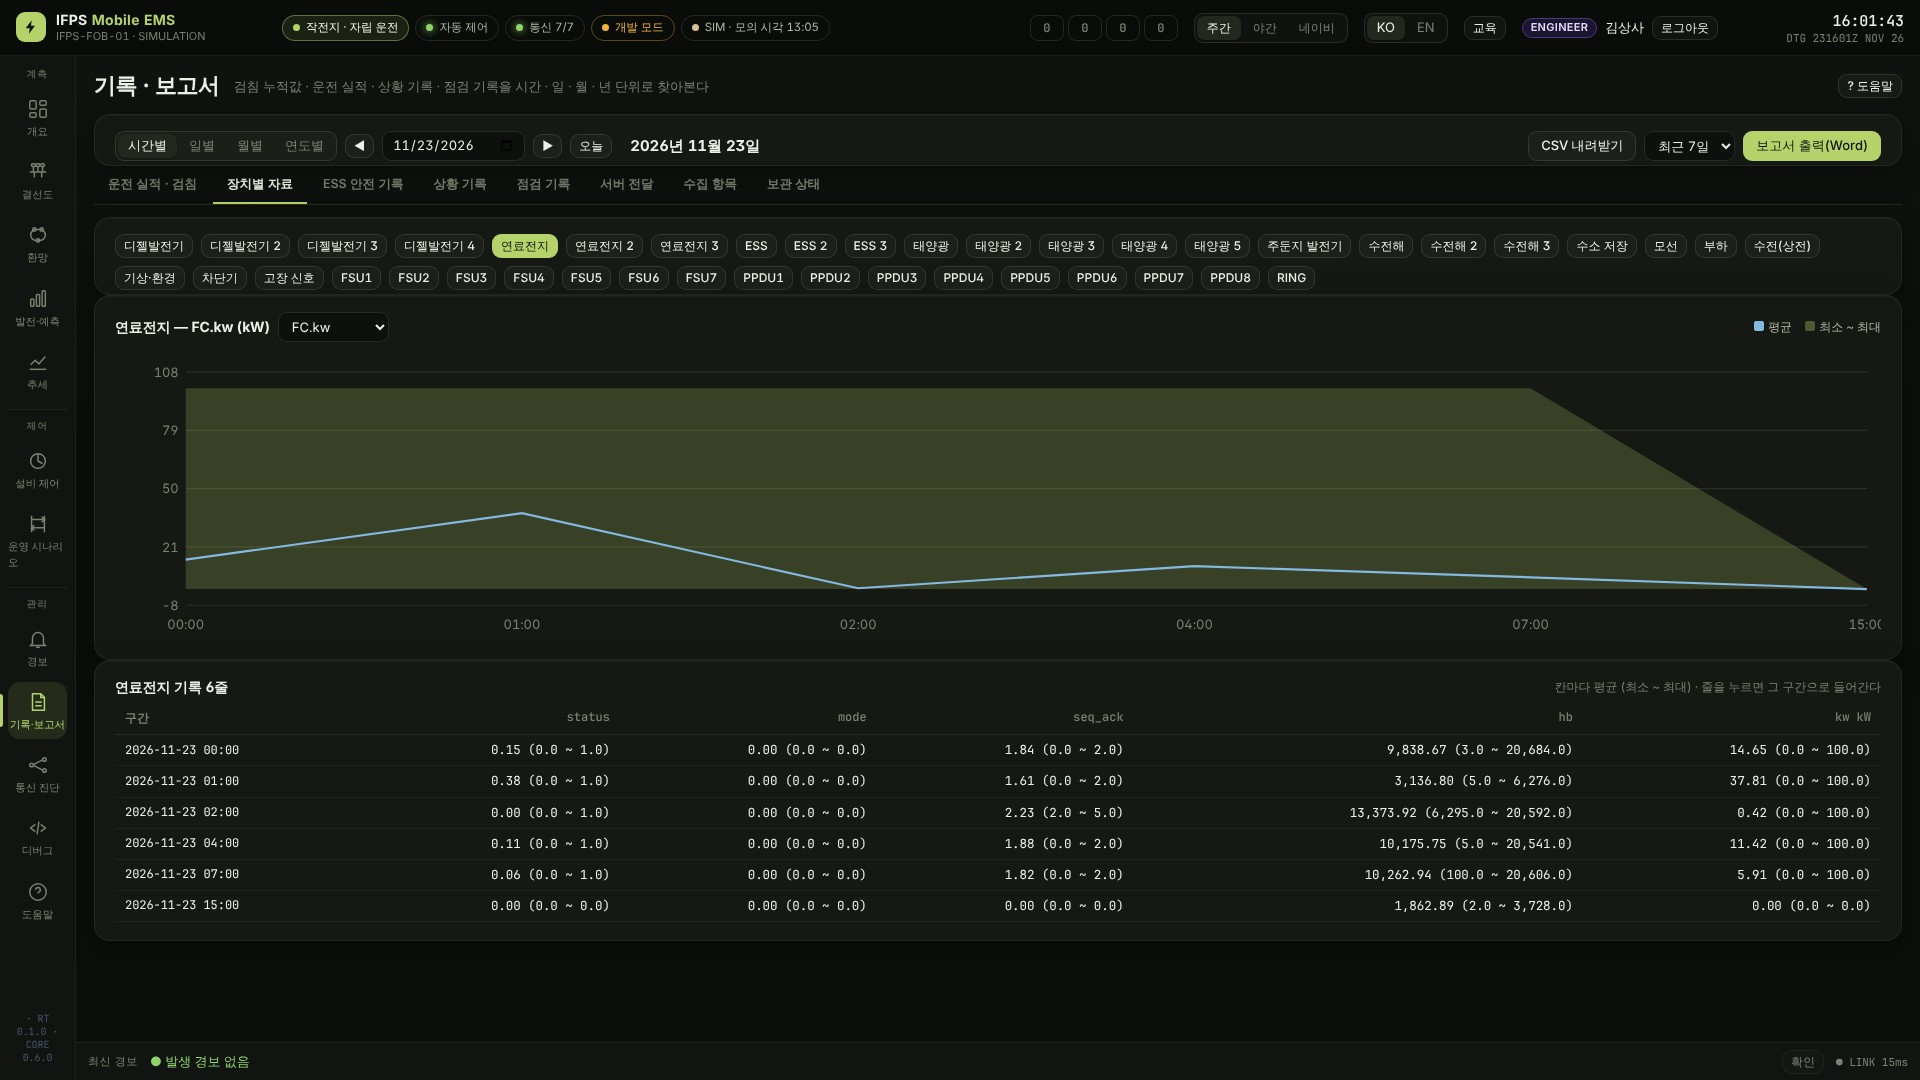 IFPS Mobile EMS
IFPS-FOB-01 · SIMULATION
작전지 · 자립 운전
자동 제어
통신 7/7
개발 모드
SIM · 모의 시각 13:05
0 0 0 0
주간 야간 네이비
KO EN
교육
ENGINEER 김상사 로그아웃
16:01:43
DTG 231601Z NOV 26
계측
개요
결선도
환망
발전·예측
추세
제어
설비 제어
운영 시나리
오
관리
경보
기록·보고서
통신 진단
디버그
도움말
· RT
0.1.0 ·
CORE
0.6.0
기록 · 보고서 검침 누적값 · 운전 실적 · 상황 기록 · 점검 기록을 시간 · 일 · 월 · 년 단위로 찾아본다
? 도움말
시간별 일별 월별 연도별 ◀ 11/23/2026 ▶ 오늘 2026년 11월 23일
CSV 내려받기 최근 7일 보고서 출력(Word)
운전 실적 · 검침 장치별 자료 ESS 안전 기록 상황 기록 점검 기록 서버 전달 수집 항목 보관 상태
디젤발전기 디젤발전기 2 디젤발전기 3 디젤발전기 4 연료전지 연료전지 2 연료전지 3 ESS ESS 2 ESS 3 태양광 태양광 2 태양광 3 태양광 4 태양광 5 주둔지 발전기 수전해 수전해 2 수전해 3 수소 저장 모선 부하 수전(상전)
기상·환경 차단기 고장 신호 FSU1 FSU2 FSU3 FSU4 FSU5 FSU6 FSU7 PPDU1 PPDU2 PPDU3 PPDU4 PPDU5 PPDU6 PPDU7 PPDU8 RING
연료전지 — FC.kw (kW) FC.kw
평균 최소 ~ 최대
108
79
50
21
-8
00:00 01:00 02:00 04:00 07:00 15:00
연료전지 기록 6줄
칸마다 평균 (최소 ~ 최대) · 줄을 누르면 그 구간으로 들어간다
구간 status mode seq_ack hb kw kW
2026-11-23 00:00 0.15 (0.0 ~ 1.0) 0.00 (0.0 ~ 0.0) 1.84 (0.0 ~ 2.0) 9,838.67 (3.0 ~ 20,684.0) 14.65 (0.0 ~ 100.0)
2026-11-23 01:00 0.38 (0.0 ~ 1.0) 0.00 (0.0 ~ 0.0) 1.61 (0.0 ~ 2.0) 3,136.80 (5.0 ~ 6,276.0) 37.81 (0.0 ~ 100.0)
2026-11-23 02:00 0.00 (0.0 ~ 1.0) 0.00 (0.0 ~ 0.0) 2.23 (2.0 ~ 5.0) 13,373.92 (6,295.0 ~ 20,592.0) 0.42 (0.0 ~ 100.0)
2026-11-23 04:00 0.11 (0.0 ~ 1.0) 0.00 (0.0 ~ 0.0) 1.88 (0.0 ~ 2.0) 10,175.75 (5.0 ~ 20,541.0) 11.42 (0.0 ~ 100.0)
2026-11-23 07:00 0.06 (0.0 ~ 1.0) 0.00 (0.0 ~ 0.0) 1.82 (0.0 ~ 2.0) 10,262.94 (100.0 ~ 20,606.0) 5.91 (0.0 ~ 100.0)
2026-11-23 15:00 0.00 (0.0 ~ 0.0) 0.00 (0.0 ~ 0.0) 0.00 (0.0 ~ 0.0) 1,862.89 (2.0 ~ 3,728.0) 0.00 (0.0 ~ 0.0)
최신 경보 발생 경보 없음
확인 LINK 15ms